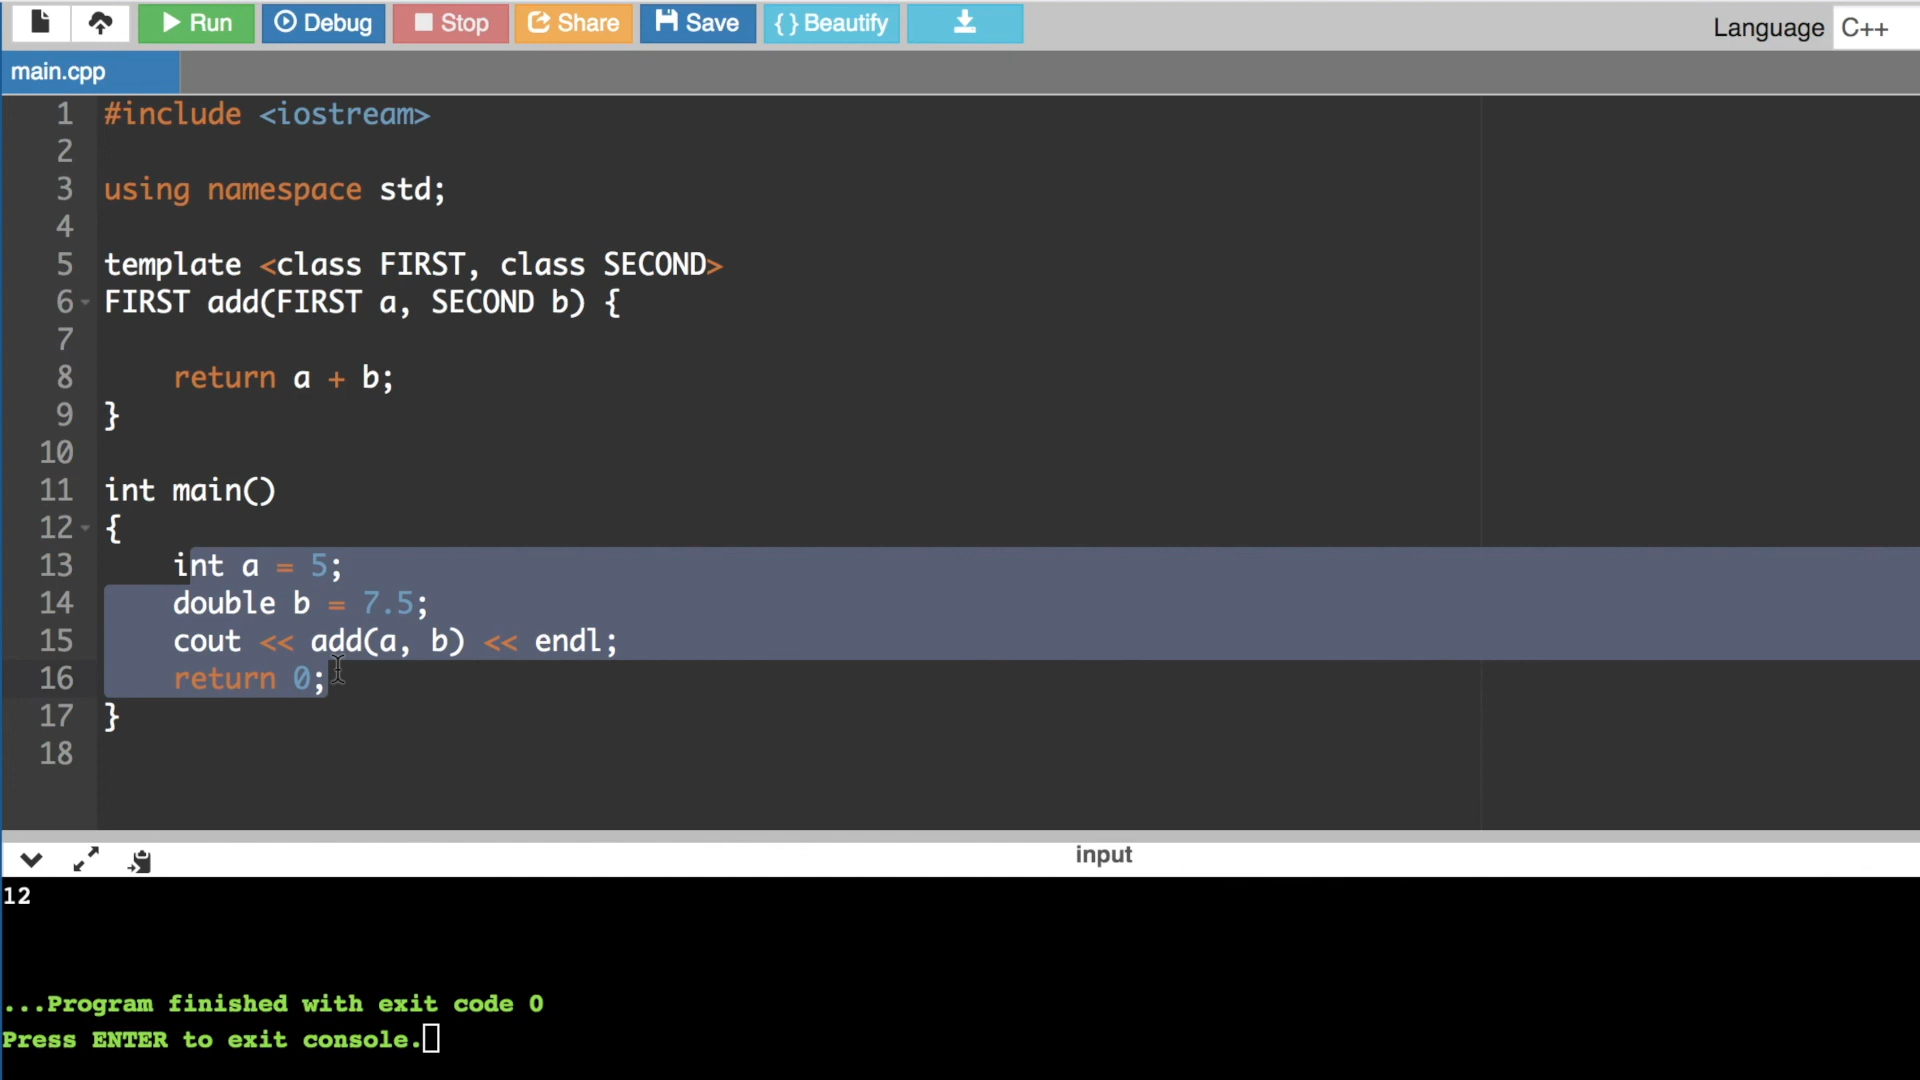 Run Debug Stop Share Save { } Beautify Language C++
main.cpp
1 #include <iostream>
2
3 using namespace std;
4
5 template <class FIRST, class SECOND>
6 FIRST add(FIRST a, SECOND b) {
7
8 return a + b;
9 }
10
11 int main()
12 {
13 int a = 5;
14 double b = 7.5;
15 cout << add(a, b) << endl;
16 return 0;
17 }
18
input
12
...Program finished with exit code 0
Press ENTER to exit console.